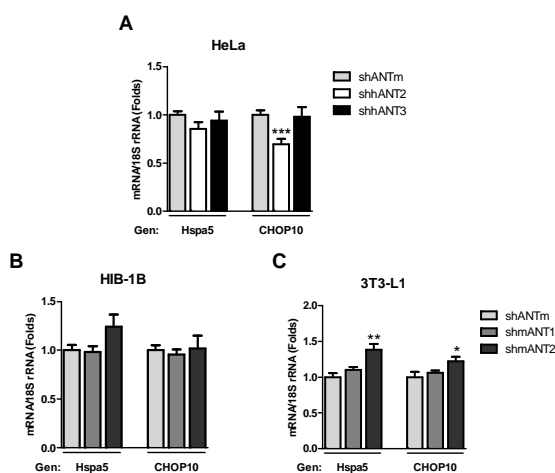 A
HeLa
mRNA/18S rRNA (Folds)
1.5
1.0
0.5
0.0
***
Gen:
Hspa5
CHOP10
shANTm
shhANT2
shhANT3
B
HIB-1B
mRNA/18S rRNA (Folds)
1.5
1.0
0.5
0.0
Gen:
Hspa5
CHOP10
C
3T3-L1
mRNA/18S rRNA (Folds)
2.0
1.5
1.0
0.5
0.0
**
*
Gen:
Hspa5
CHOP10
shANTm
shmANT1
shmANT2